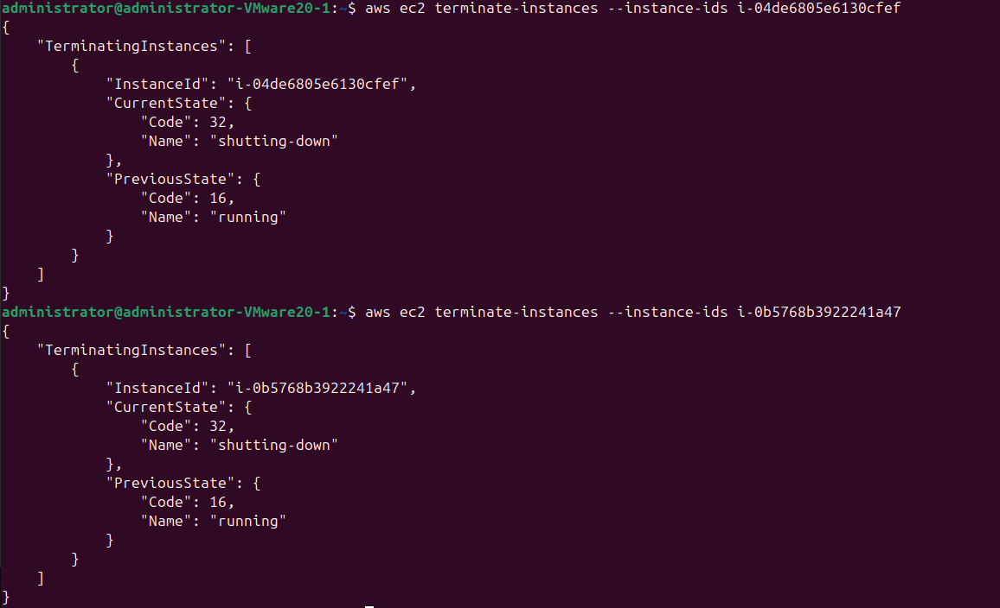 administrator@administrator-VMware20-1:~$ aws ec2 terminate-instances --instance-ids i-04de6805e6130cfef
{
    "TerminatingInstances": [
        {
            "InstanceId": "i-04de6805e6130cfef",
            "CurrentState": {
                "Code": 32,
                "Name": "shutting-down"
            },
            "PreviousState": {
                "Code": 16,
                "Name": "running"
            }
        }
    ]
}
administrator@administrator-VMware20-1:~$ aws ec2 terminate-instances --instance-ids i-0b5768b3922241a47
{
    "TerminatingInstances": [
        {
            "InstanceId": "i-0b5768b3922241a47",
            "CurrentState": {
                "Code": 32,
                "Name": "shutting-down"
            },
            "PreviousState": {
                "Code": 16,
                "Name": "running"
            }
        }
    ]
}